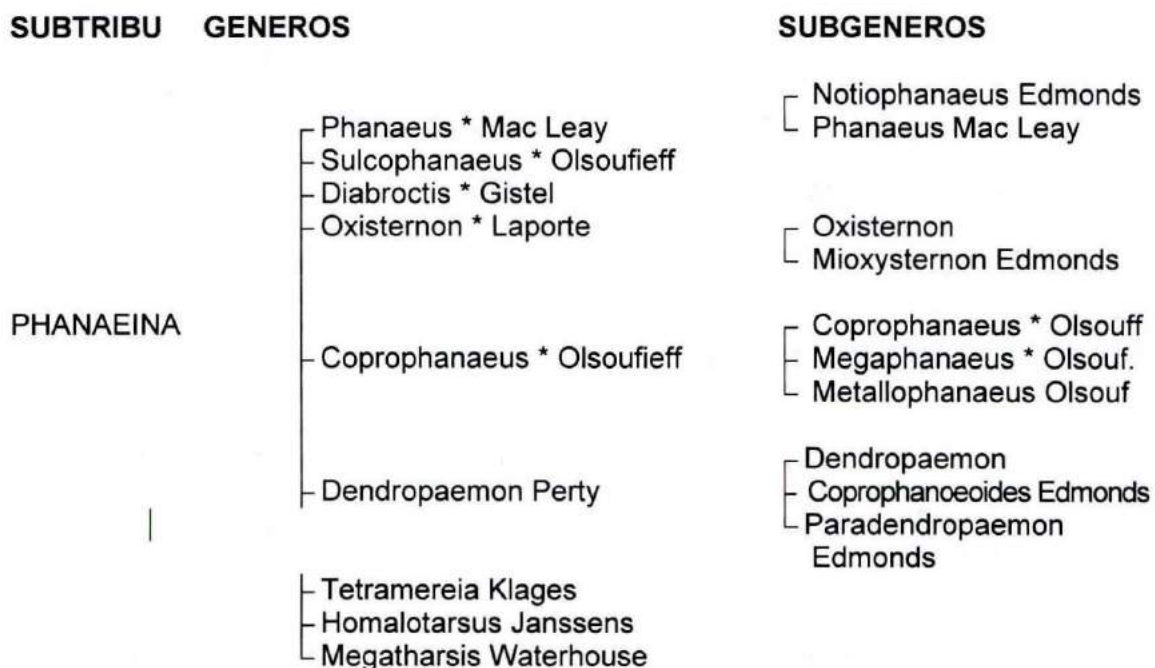 SUBTRIBU GENEROS SUBGENEROS
Notiophanaeus Edmonds
Phanaeus * Mac Leay Phanaeus Mac Leay
Sulcophanaeus * Olsoufieff
Diabroctis * Gistel
Oxisternon * Laporte Oxisternon
Mioxysternon Edmonds
PHANAEINA Coprophanaeus * Olsouff
Coprophanaeus * Olsoufieff Megaphanaeus * Olsouf.
Metallophanaeus Olsouf
Dendropaemon
Dendropaemon Perty Coprophanoeoides Edmonds
Paradendropaemon
Edmonds
Tetramereia Klages
Homalotarsus Janssens
Megatharsis Waterhouse